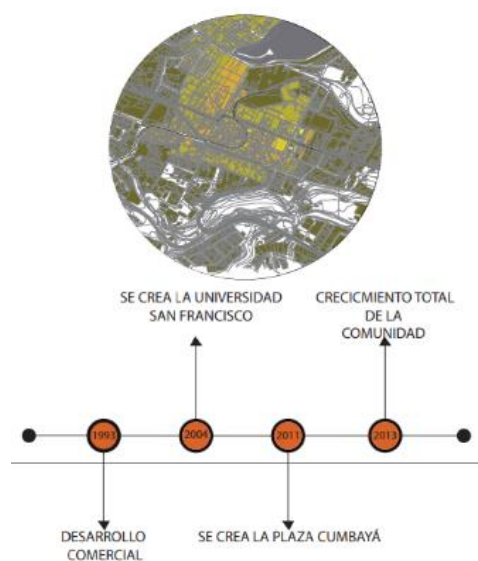 SE CREA LA UNIVERSIDAD
SAN FRANCISCO
CRECICMIENTO TOTAL
DE LA
COMUNIDAD
1993
2004
2011
2013
DESARROLLO
COMERCIAL
SE CREA LA PLAZA CUMBAYÁ